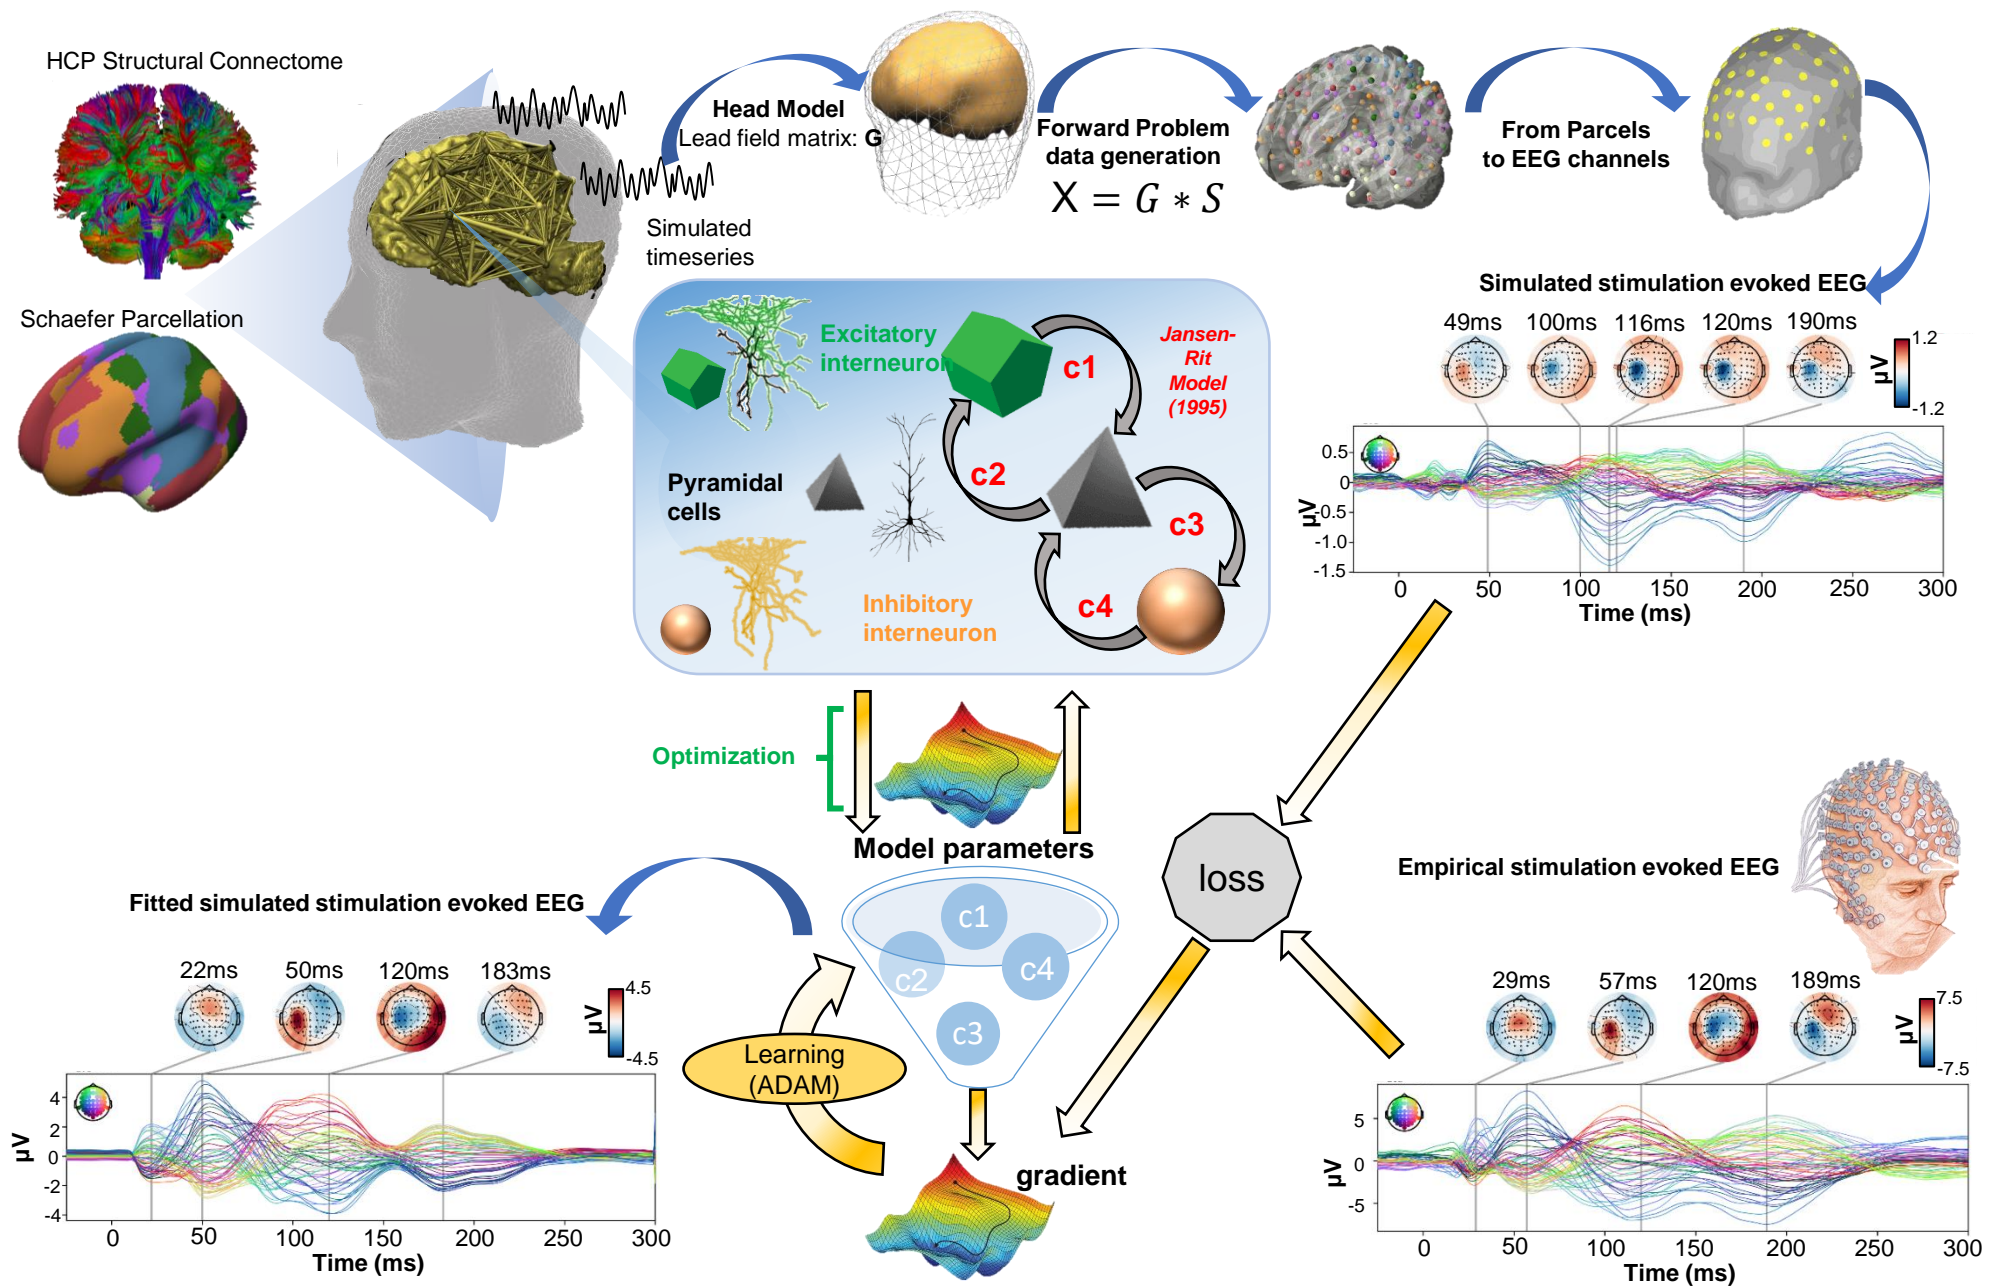 HCP Structural Connectome
Schaefer Parcellation
Simulated
timeseries
Head Model
Lead field matrix: G
Forward Problem
data generation
X = G ∗ S
From Parcels
to EEG channels
Simulated stimulation evoked EEG
49ms 100ms 116ms 120ms 190ms
1.2
µV
-1.2
0.5
0
-0.5
-1.0
-1.5
µV
0 50 100 150 200 250 300
Time (ms)
Excitatory
interneuron
Pyramidal
cells
Inhibitory
interneuron
c1
c2
c3
c4
Jansen-
Rit
Model
(1995)
Optimization
Model parameters
c1
c2
c4
c3
loss
Learning
(ADAM)
gradient
Fitted simulated stimulation evoked EEG
22ms 50ms 120ms 183ms
4.5
µV
-4.5
4
2
0
-2
-4
µV
0 50 100 150 200 250 300
Time (ms)
Empirical stimulation evoked EEG
29ms 57ms 120ms 189ms
7.5
µV
-7.5
5
0
-5
µV
0 50 100 150 200 250 300
Time (ms)